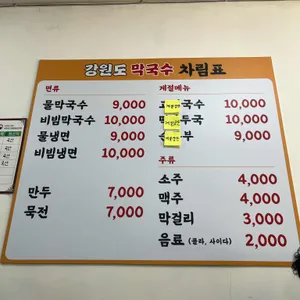 강원도 막국수 차림표
면류
물막국수 9,000
비빔막국수 10,000
물냉면 9,000
비빔냉면 10,000
만두 7,000
묵전 7,000
계절메뉴
국수 10,000
국 10,000
부 9,000
주류
소주 4,000
맥주 4,000
막걸리 3,000
음료 (콜라, 사이다) 2,000